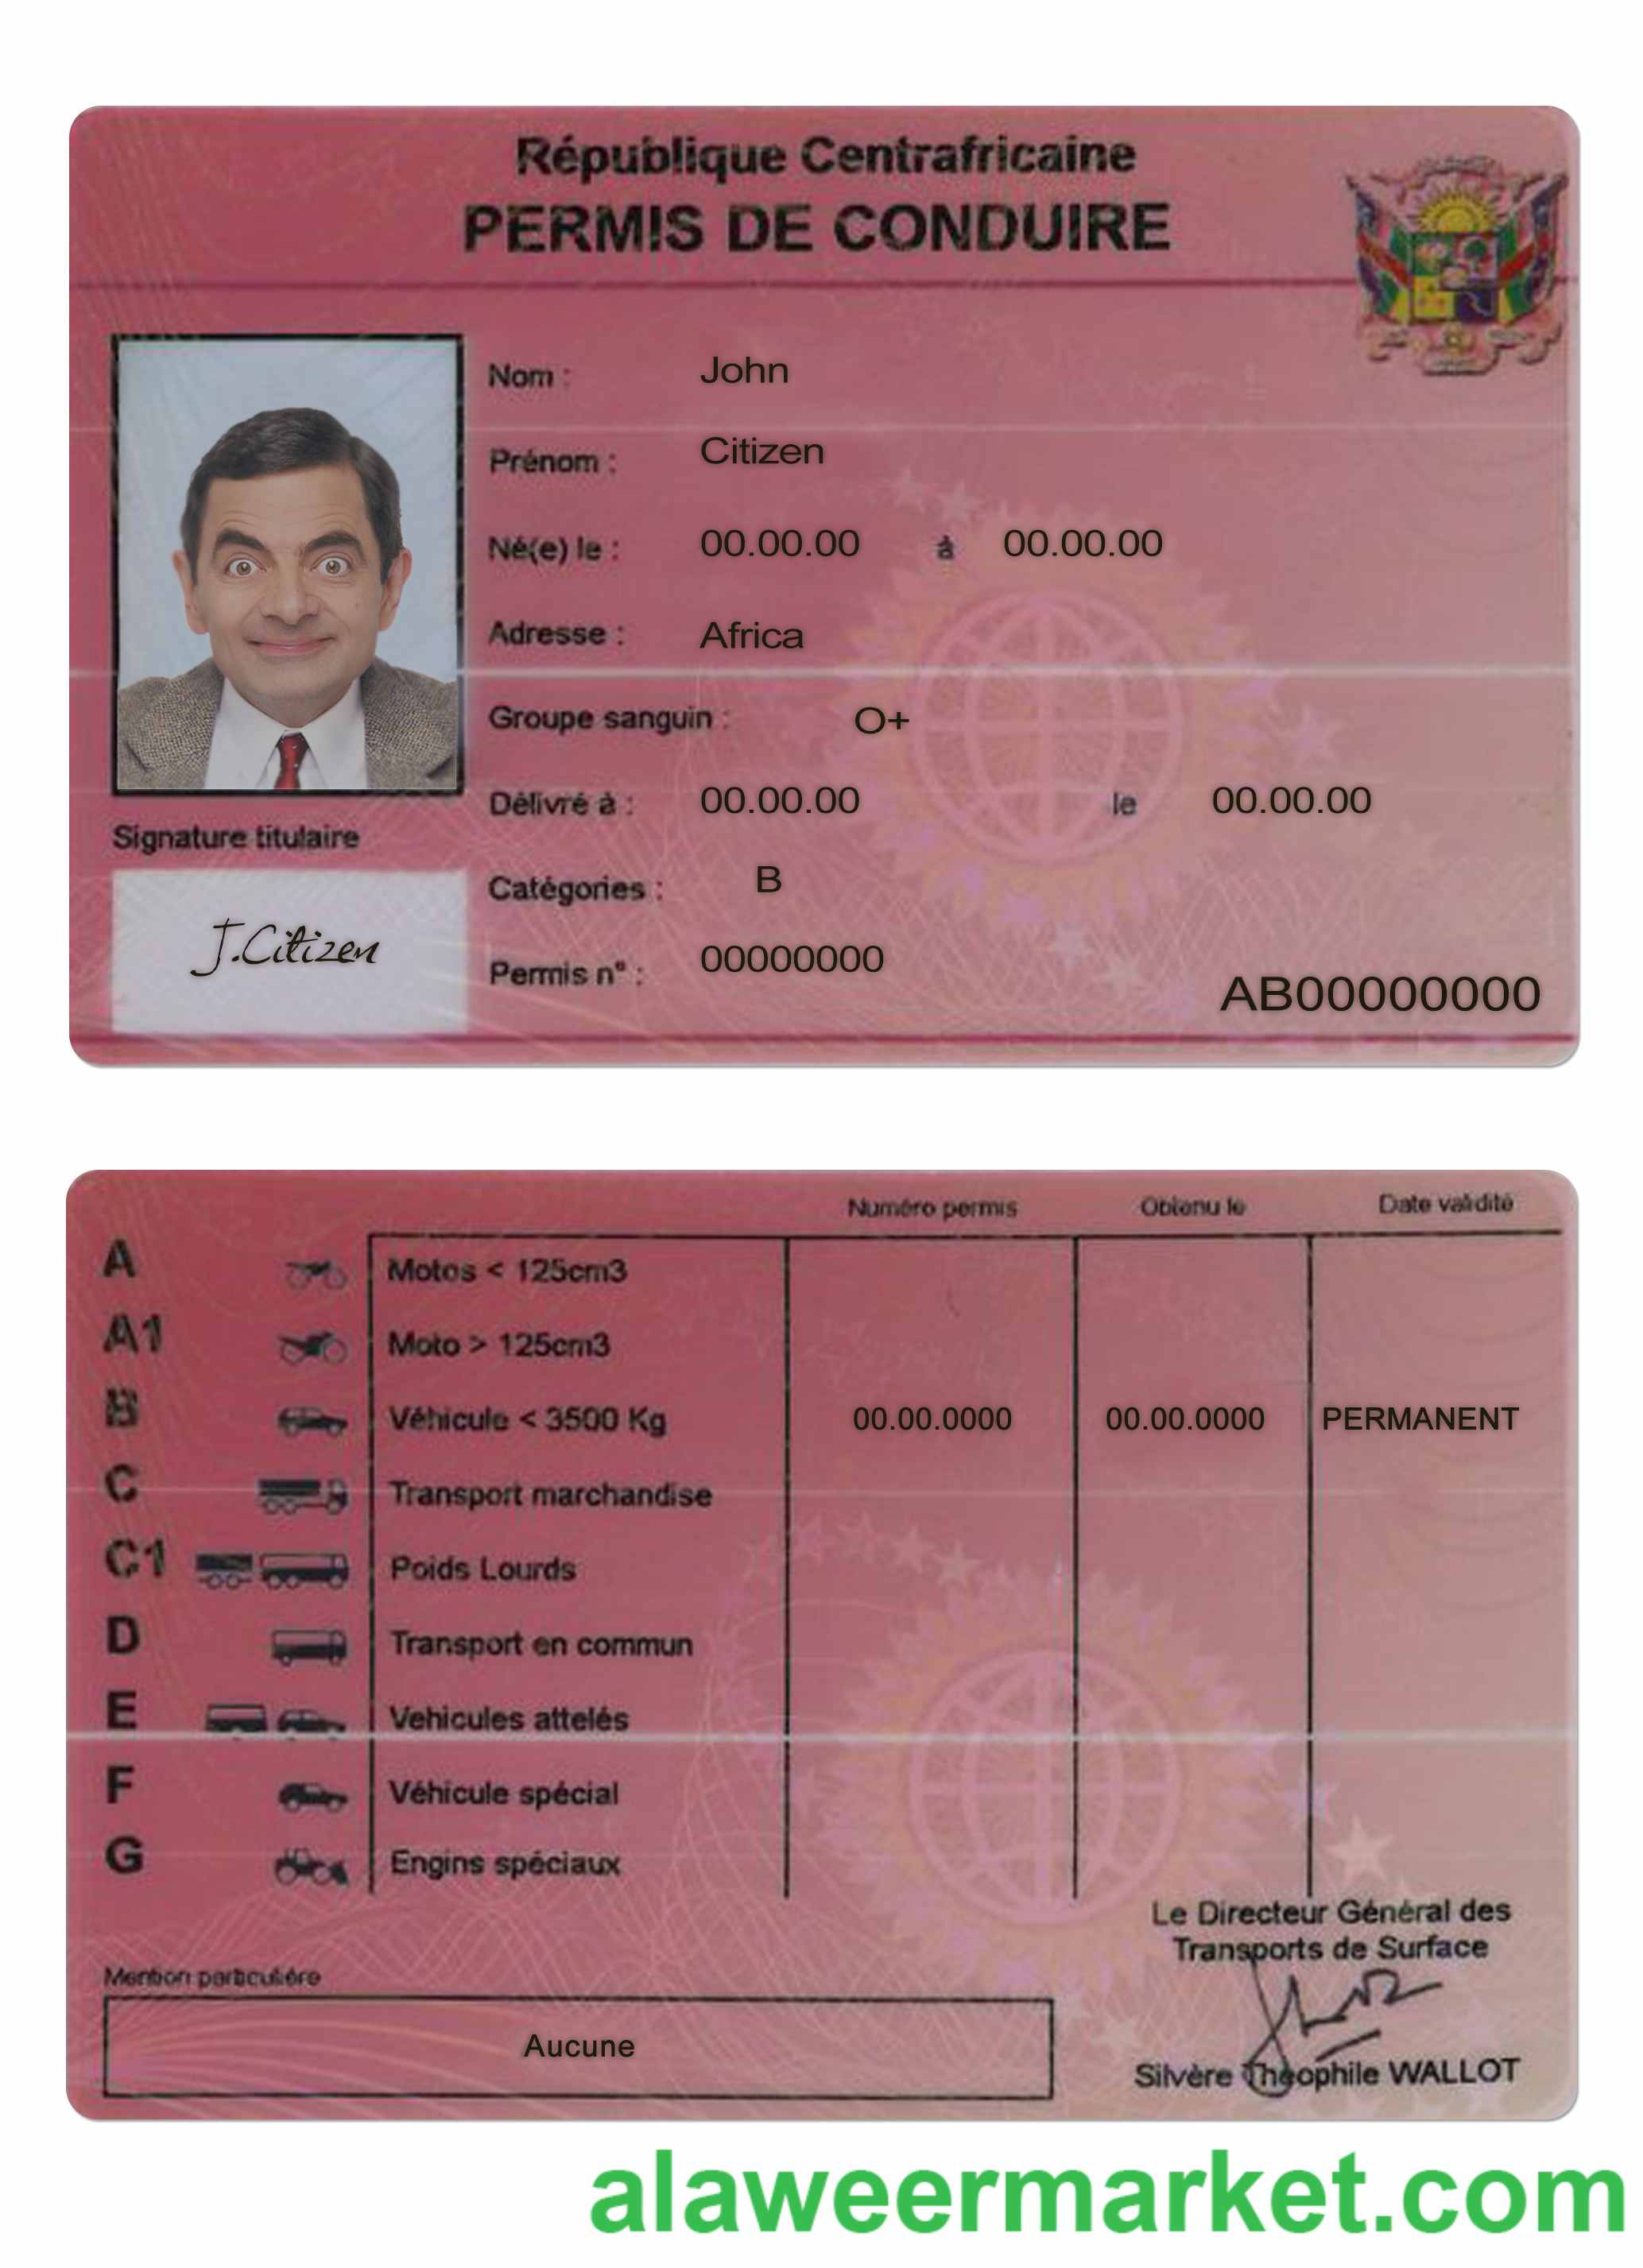 République Centrafricaine
PERMIS DE CONDUIRE
Nom : John
Prénom : Citizen
Né(e) le : 00.00.00 à 00.00.00
Adresse : Africa
Groupe sanguin : O+
Délivré à : 00.00.00 le 00.00.00
Signature titulaire
Catégories : B
J.Citizen
Permis n° : 00000000
AB00000000
Numéro permis Obtenu le Date validité
A Motos < 125cm3
A1 Moto > 125cm3
B Véhicule < 3500 Kg 00.00.0000 00.00.0000 PERMANENT
C Transport marchandise
C1 Poids Lourds
D Transport en commun
E Vehicules attelés
F Véhicule spécial
G Engins spéciaux
Le Directeur Général des
Transports de Surface
Mention particulière
Aucune
Silvère Théophile WALLOT
alaweermarket.com